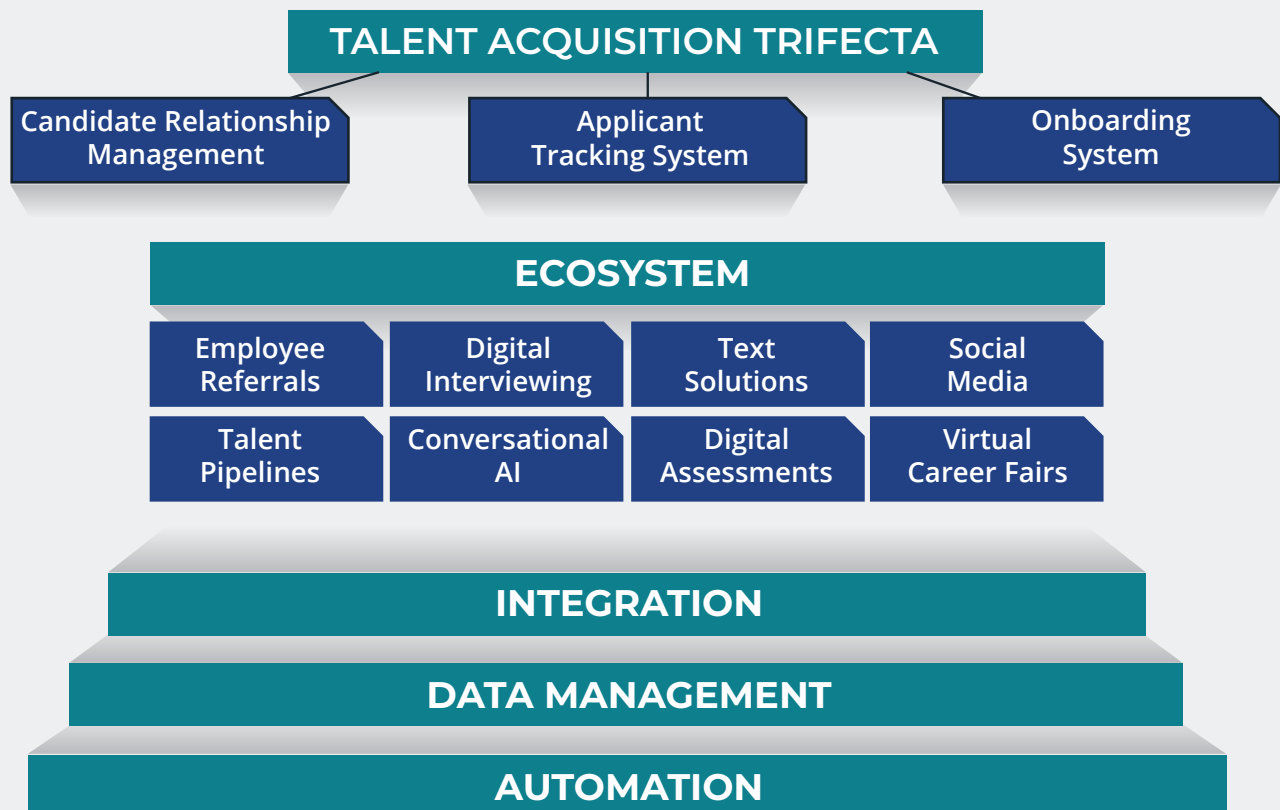 TALENT ACQUISITION TRIFECTA
Candidate Relationship
Management
Applicant
Tracking System
Onboarding
System
ECOSYSTEM
Employee
Referrals
Digital
Interviewing
Text
Solutions
Social
Media
Talent
Pipelines
Conversational
AI
Digital
Assessments
Virtual
Career Fairs
INTEGRATION
DATA MANAGEMENT
AUTOMATION